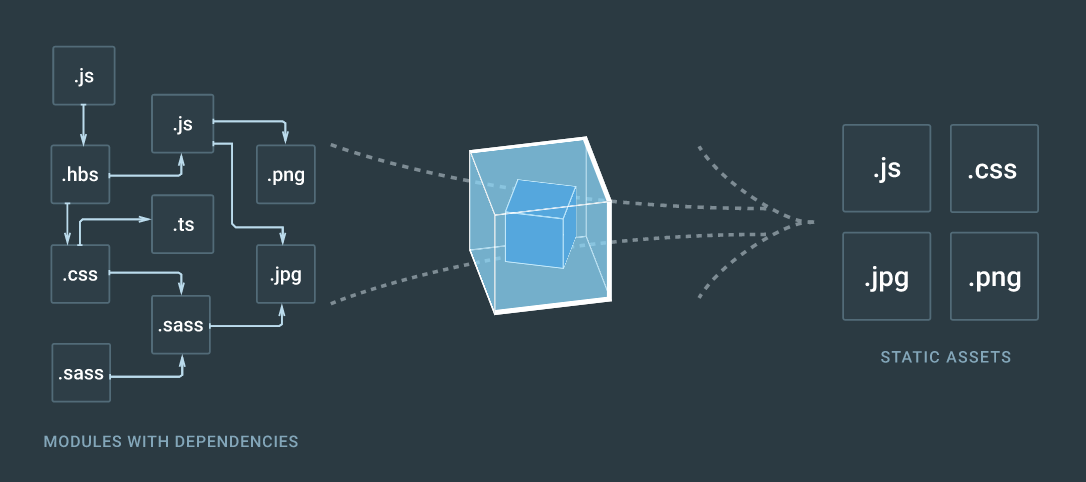 .js
.js
.hbs
.png
.ts
.css
.jpg
.sass
.sass
MODULES WITH DEPENDENCIES
.js
.css
.jpg
.png
STATIC ASSETS